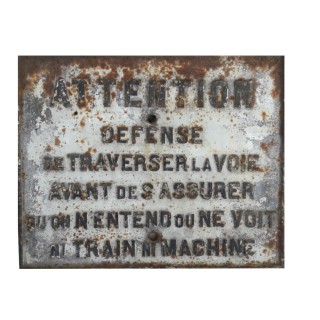 ATTENTION
DEFENSE
DE TRAVERSER LA VOIE
AVANT DE S'ASSURER
QU'ON N'ENTEND OU NE VOIT
NI TRAIN NI MACHINE